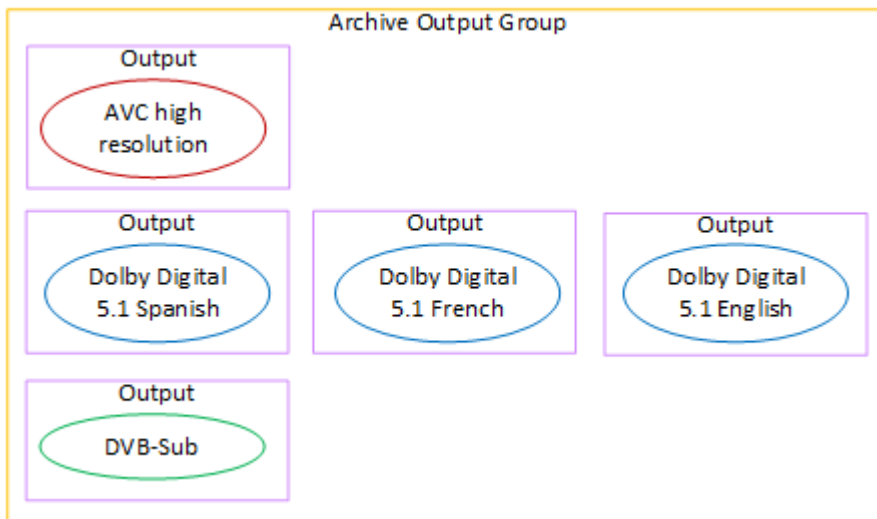 Archive Output Group
Output
AVC high
resolution
Output
Dolby Digital
5.1 Spanish
Output
Dolby Digital
5.1 French
Output
Dolby Digital
5.1 English
Output
DVB-Sub